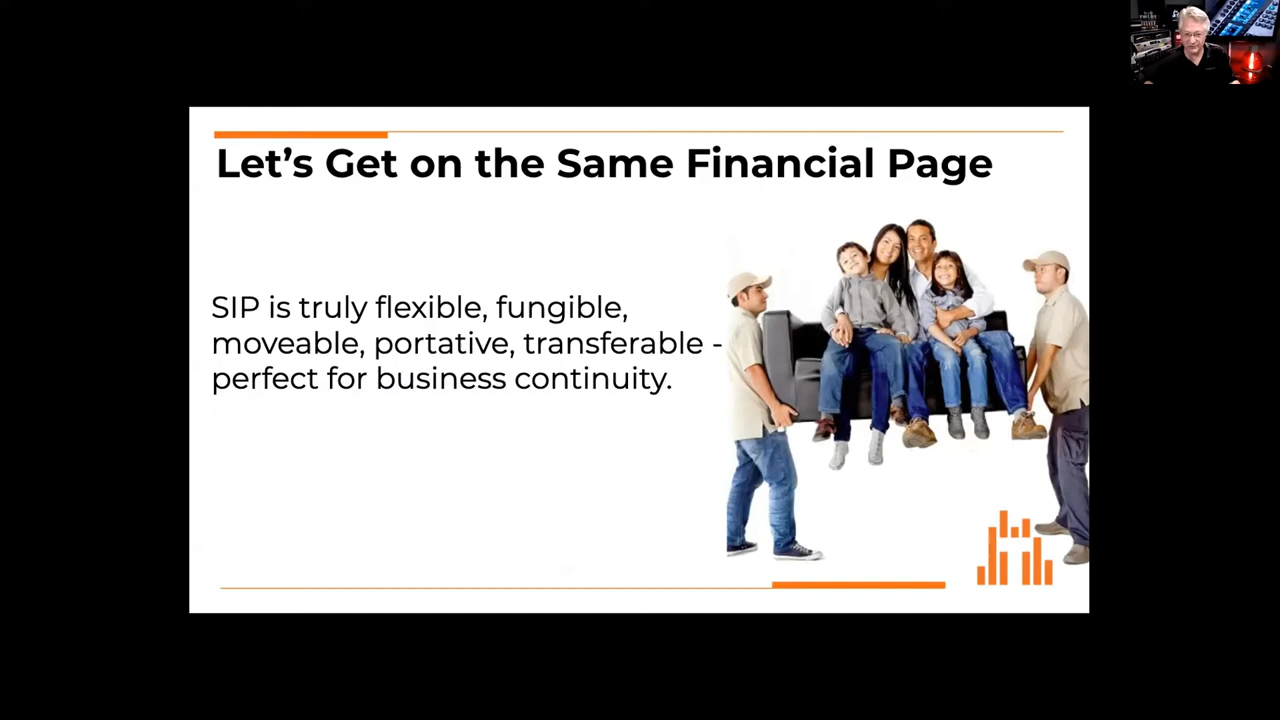 Let’s Get on the Same Financial Page
SIP is truly flexible, fungible,
moveable, portative, transferable -
perfect for business continuity.